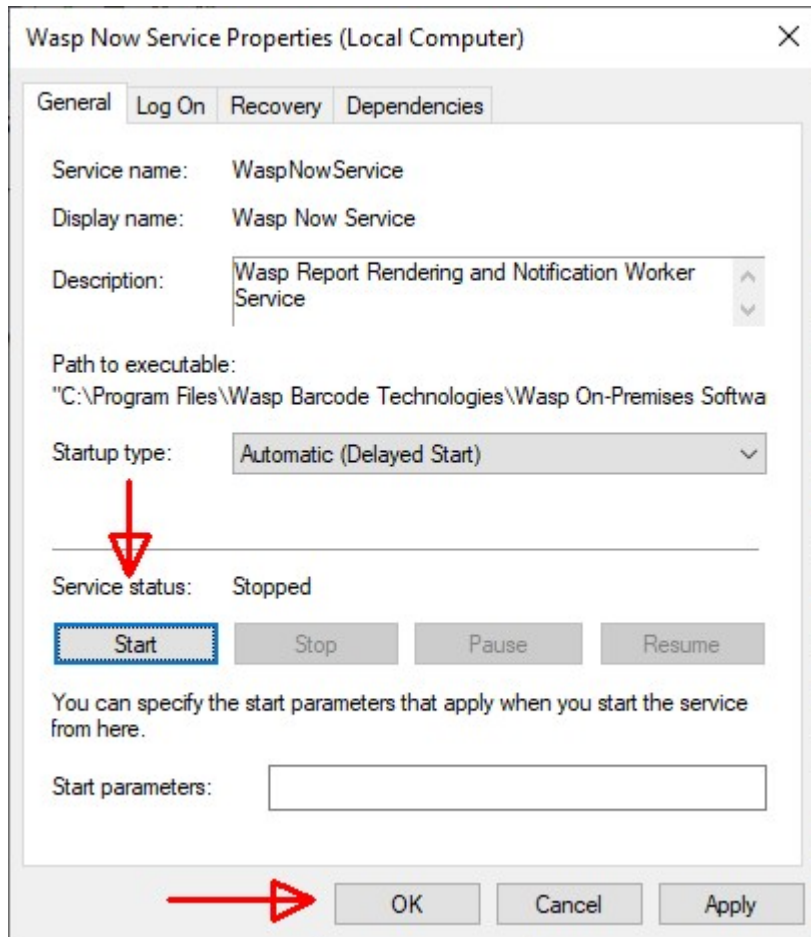 Wasp Now Service Properties (Local Computer)
General Log On Recovery Dependencies
Service name: WaspNowService
Display name: Wasp Now Service
Description: Wasp Report Rendering and Notification Worker
Service
Path to executable:
"C:\Program Files\Wasp Barcode Technologies\Wasp On-Premises Softwa
Startup type: Automatic (Delayed Start)
Service status: Stopped
Start Stop Pause Resume
You can specify the start parameters that apply when you start the service
from here.
Start parameters:
OK Cancel Apply